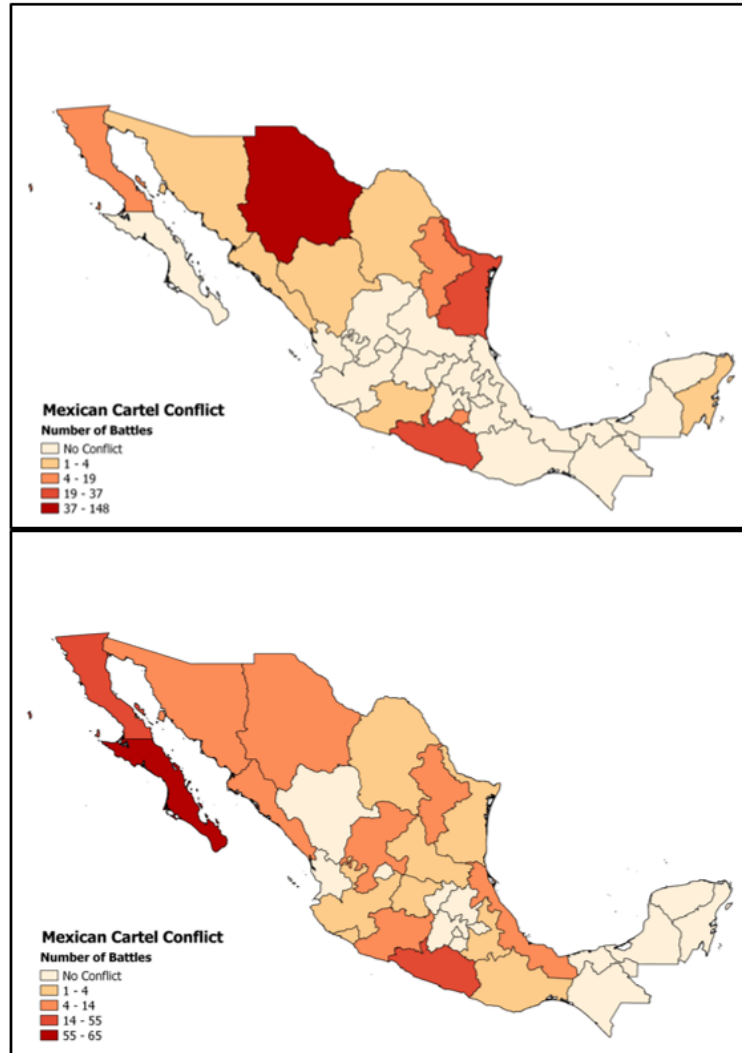 Mexican Cartel Conflict
Number of Battles
No Conflict
1 - 4
4 - 19
19 - 37
37 - 148
Mexican Cartel Conflict
Number of Battles
No Conflict
1 - 4
4 - 14
14 - 55
55 - 65